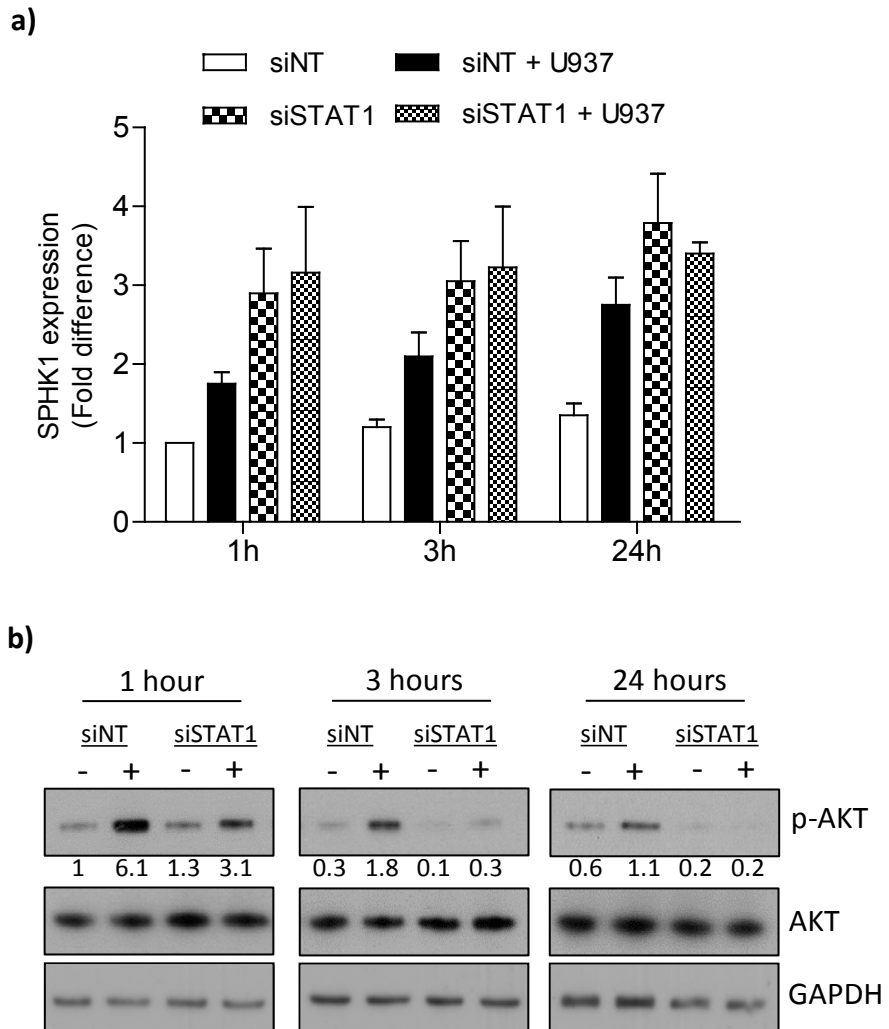 a)
siNT siNT + U937
siSTAT1 siSTAT1 + U937
SPHK1 expression
(Fold difference)
5
4
3
2
1
0
1h 3h 24h
b)
1 hour 3 hours 24 hours
siNT siSTAT1 siNT siSTAT1 siNT siSTAT1
- + - + - + - + - + - +
p-AKT
1 6.1 1.3 3.1 0.3 1.8 0.1 0.3 0.6 1.1 0.2 0.2
AKT
GAPDH